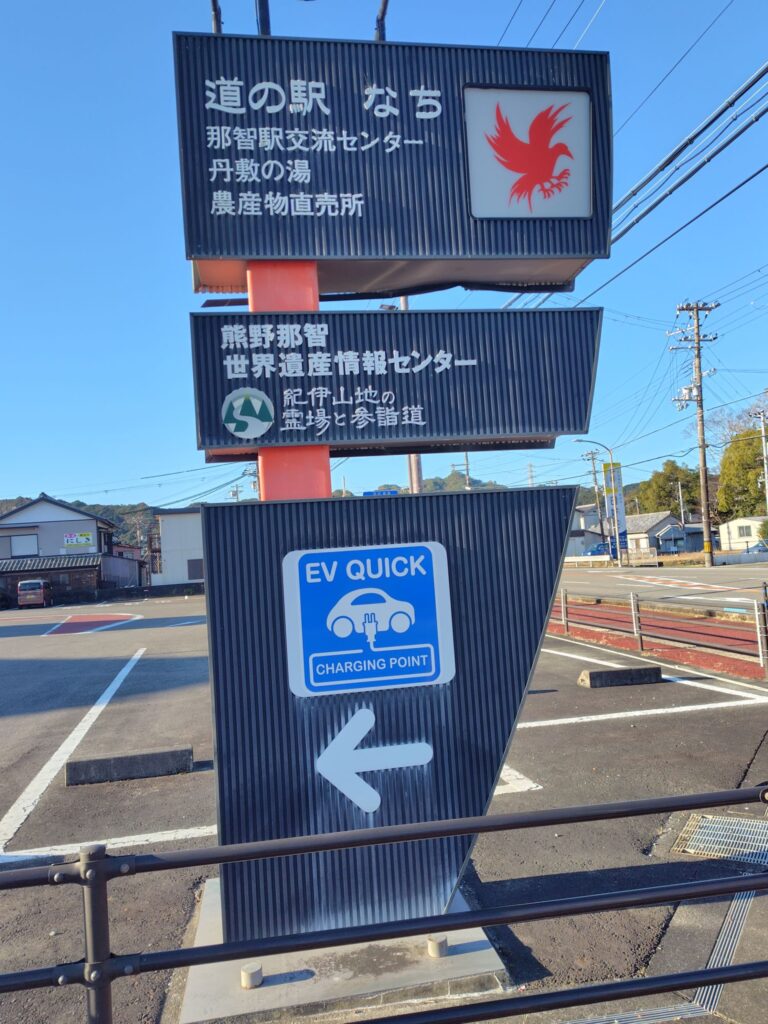 道の駅 なち
那智駅交流センター
丹敷の湯
農産物直売所
熊野那智
世界遺産情報センター
紀伊山地の
霊場と参詣道
EV QUICK
CHARGING POINT